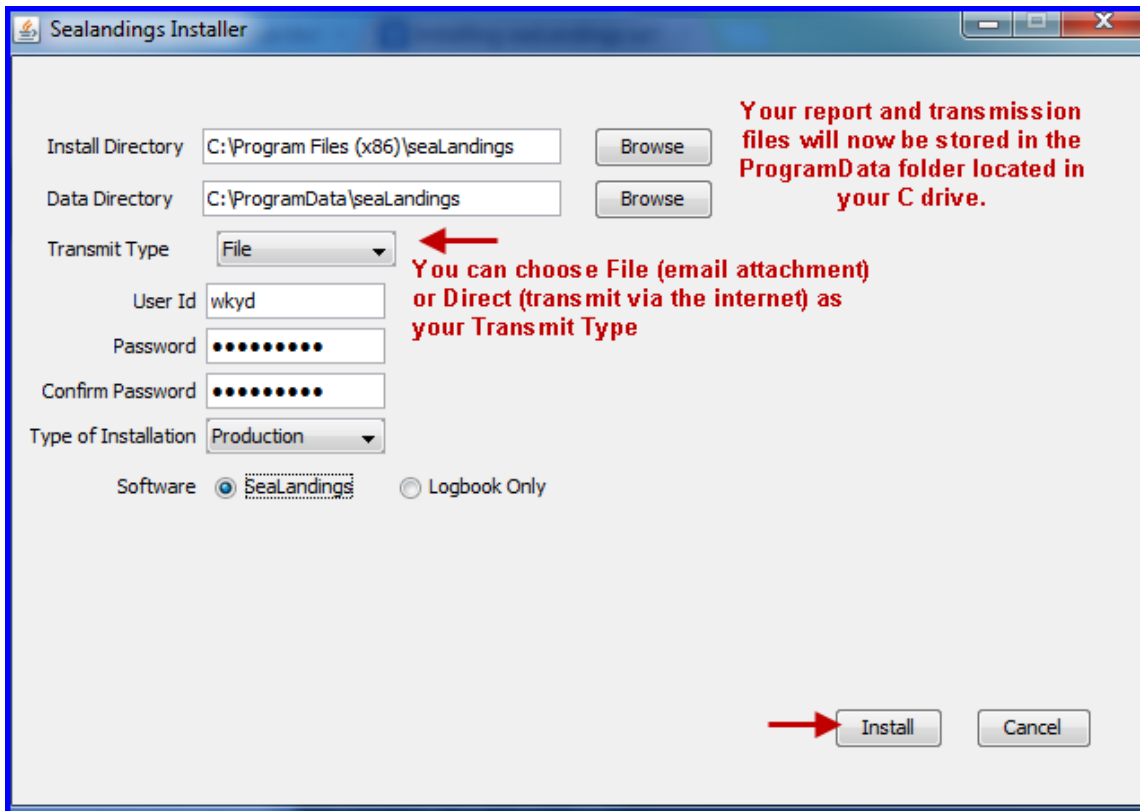 Sealandings Installer
Your report and transmission
files will now be stored in the
ProgramData folder located in
your C drive.
Install Directory C:\Program Files (x86)\seaLandings Browse
Data Directory C:\ProgramData\seaLandings Browse
Transmit Type File
You can choose File (email attachment)
or Direct (transmit via the internet) as
your Transmit Type
User Id wkyd
Password •••••••••
Confirm Password •••••••••
Type of Installation Production
Software SeaLandings Logbook Only
Install Cancel